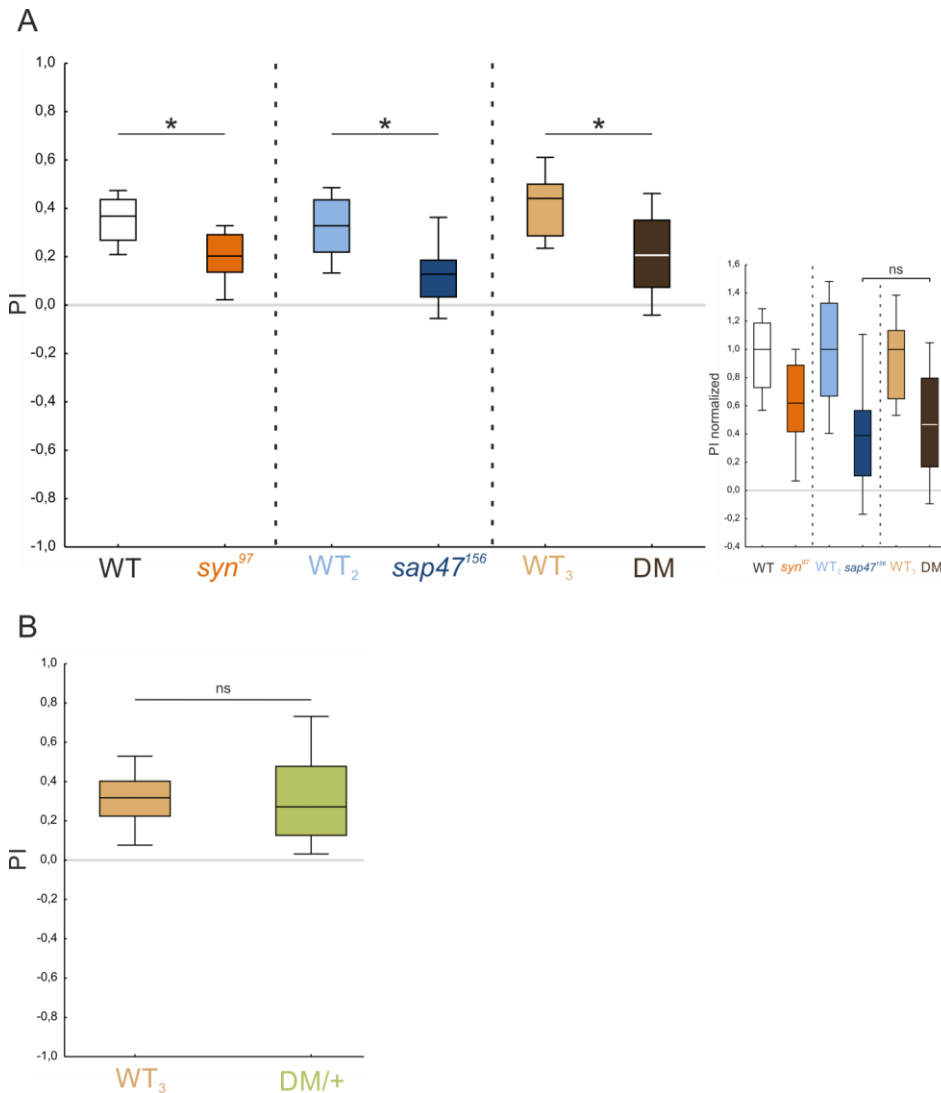 A
1,0
0,8
0,6
0,4
0,2
0,0
-0,2
-0,4
-0,6
-0,8
-1,0
PI
*
*
*
WT
syn⁹⁷
WT₂
sap47¹⁵⁶
WT₃
DM
1,6
1,4
1,2
1,0
0,8
0,6
0,4
0,2
0,0
-0,2
-0,4
PI normalized
ns
WT
syn⁹⁷
WT₂
sap47¹⁵⁶
WT₃
DM
B
1,0
0,8
0,6
0,4
0,2
0,0
-0,2
-0,4
-0,6
-0,8
-1,0
PI
ns
WT₃
DM/+